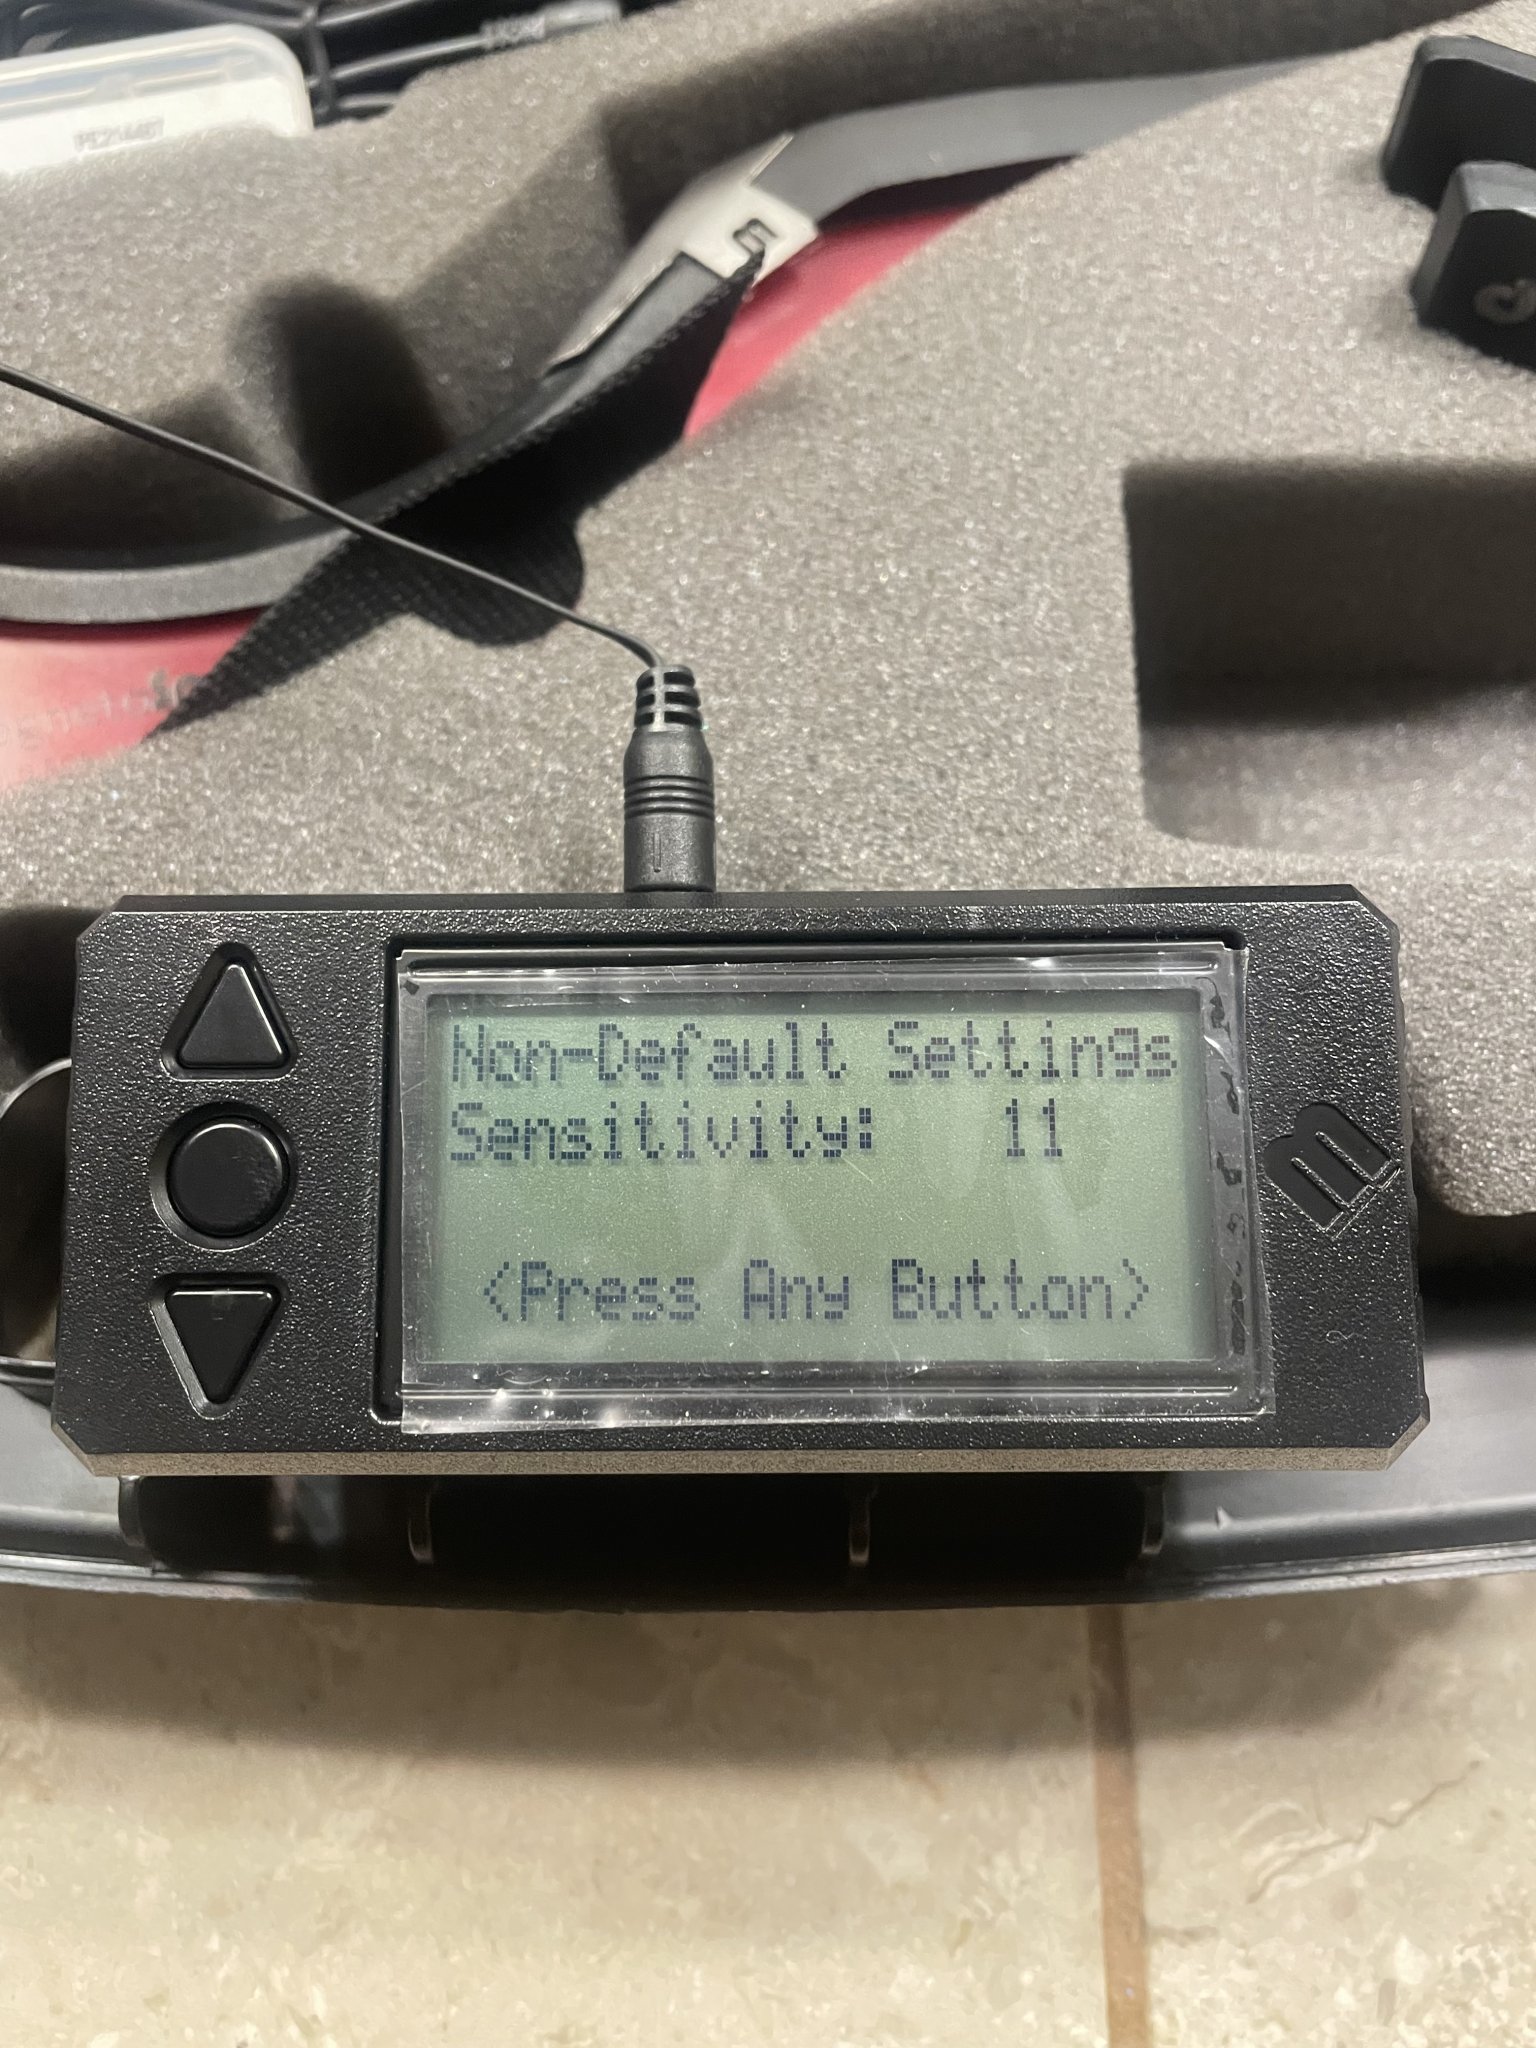 Non-Default Settings
Sensitivity: 11
<Press Any Button>